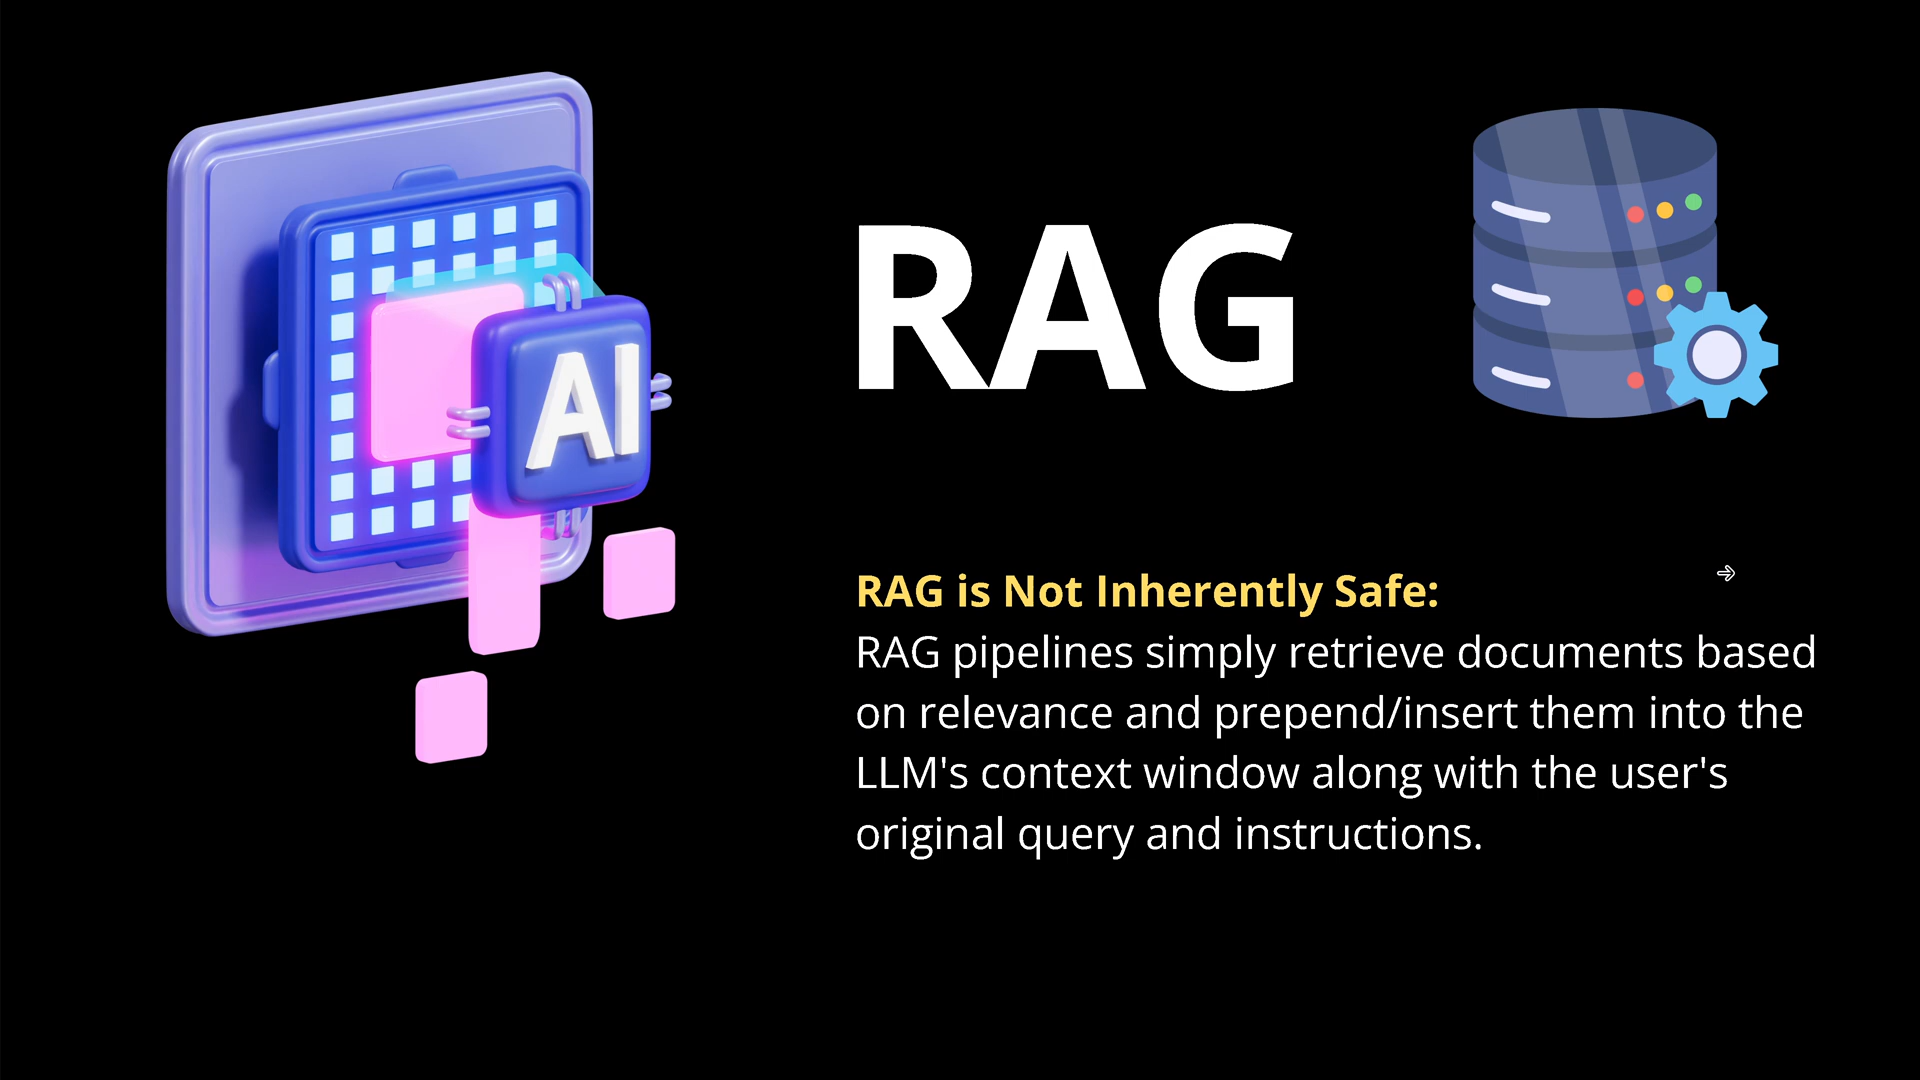 AI
RAG
RAG is Not Inherently Safe:
RAG pipelines simply retrieve documents based
on relevance and prepend/insert them into the
LLM's context window along with the user's
original query and instructions.